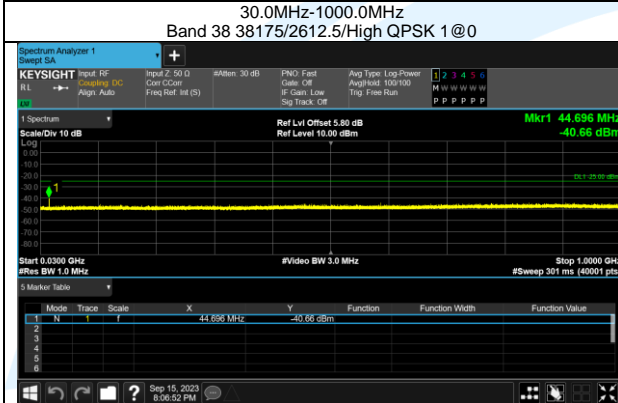 30.0MHz-1000.0MHz
Band 38 38175/2612.5/High QPSK 1@0
Spectrum Analyzer 1
Swept SA
+
KEYSIGHT Input: RF Input Z: 50 Ω #Atten: 30 dB PNO: Fast Avg Type: Log-Power 1 2 3 4 5 6
RL Coupling: DC Corr CCorr Gate: Off Avg|Hold: 100/100 M W W W W W
Align: Auto Freq Ref: Int (S) IF Gain: Low Trig: Free Run P P P P P P
Sig Track: Off
LW
1 Spectrum Ref Lvl Offset 5.80 dB Mkr1 44.696 MHz
Scale/Div 10 dB Ref Level 10.00 dBm -40.66 dBm
Log
0.00
-10.0
-20.0
DL1 -25.00 dBm
-30.0
1
-40.0
-50.0
-60.0
-70.0
-80.0
Start 0.0300 GHz #Video BW 3.0 MHz Stop 1.0000 GHz
#Res BW 1.0 MHz #Sweep 301 ms (40001 pts
5 Marker Table
Mode Trace Scale X Y Function Function Width Function Value
1 N 1 f 44.696 MHz -40.66 dBm
2
3
4
5
6
? Sep 15, 2023
8:06:52 PM